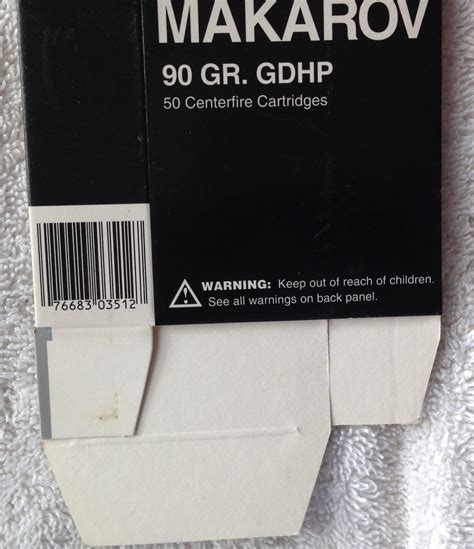 MAKAROV
90 GR. GDHP
50 Centerfire Cartridges
WARNING: Keep out of reach of children.
See all warnings on back panel.
76683 03512